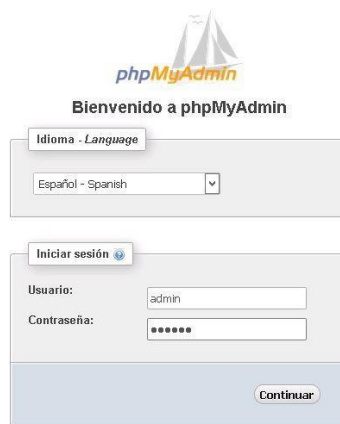 phpMyAdmin
Bienvenido a phpMyAdmin
Idioma - Language
Español - Spanish
Iniciar sesión
Usuario:
admin
Contraseña:
••••••
Continuar